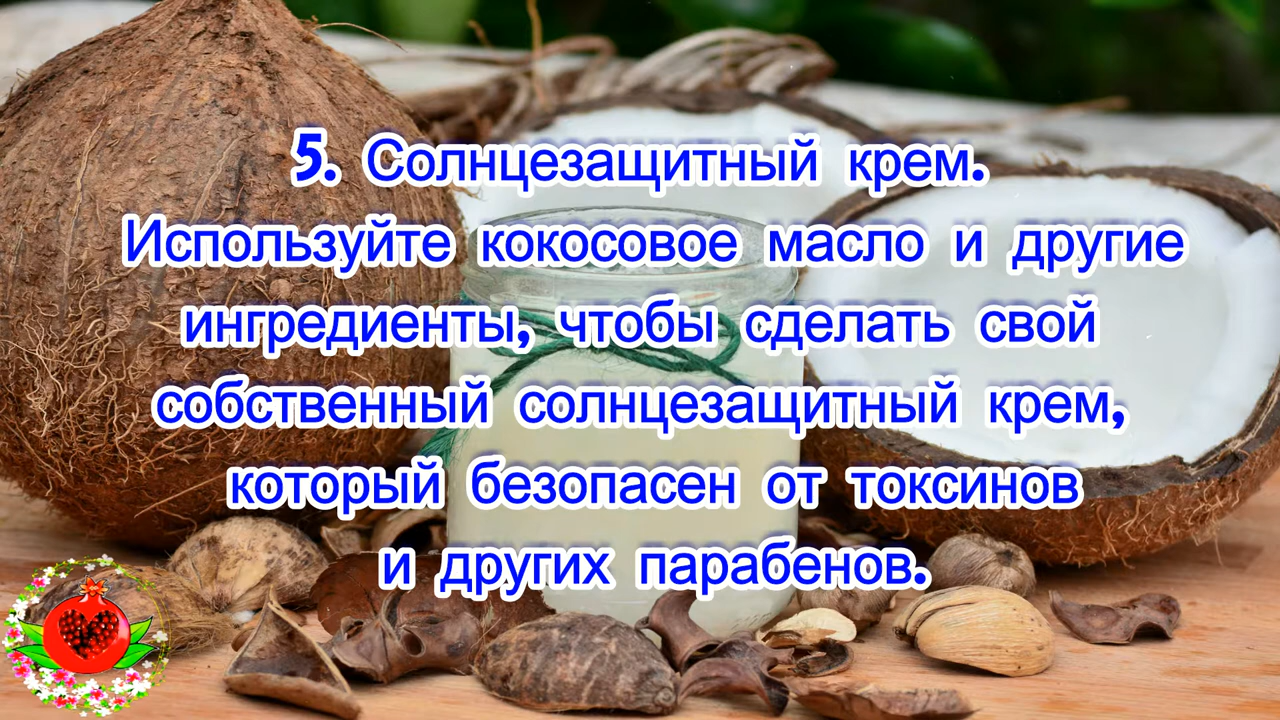 5. Солнцезащитный крем.
Используйте кокосовое масло и другие
ингредиенты, чтобы сделать свой
собственный солнцезащитный крем,
который безопасен от токсинов
и других парабенов.